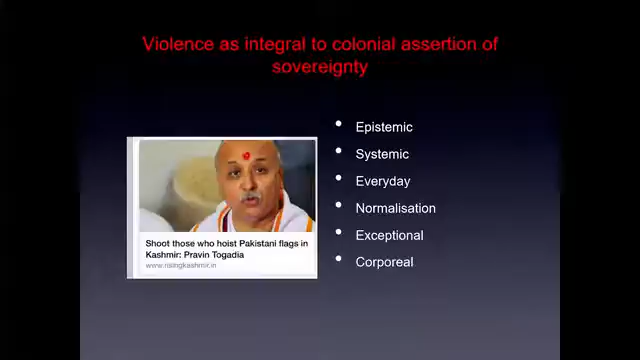 Violence as integral to colonial assertion of
sovereignty
Shoot those who hoist Pakistani flags in
Kashmir: Pravin Togadia
www.risingkashmir.in
• Epistemic
• Systemic
• Everyday
• Normalisation
• Exceptional
• Corporeal